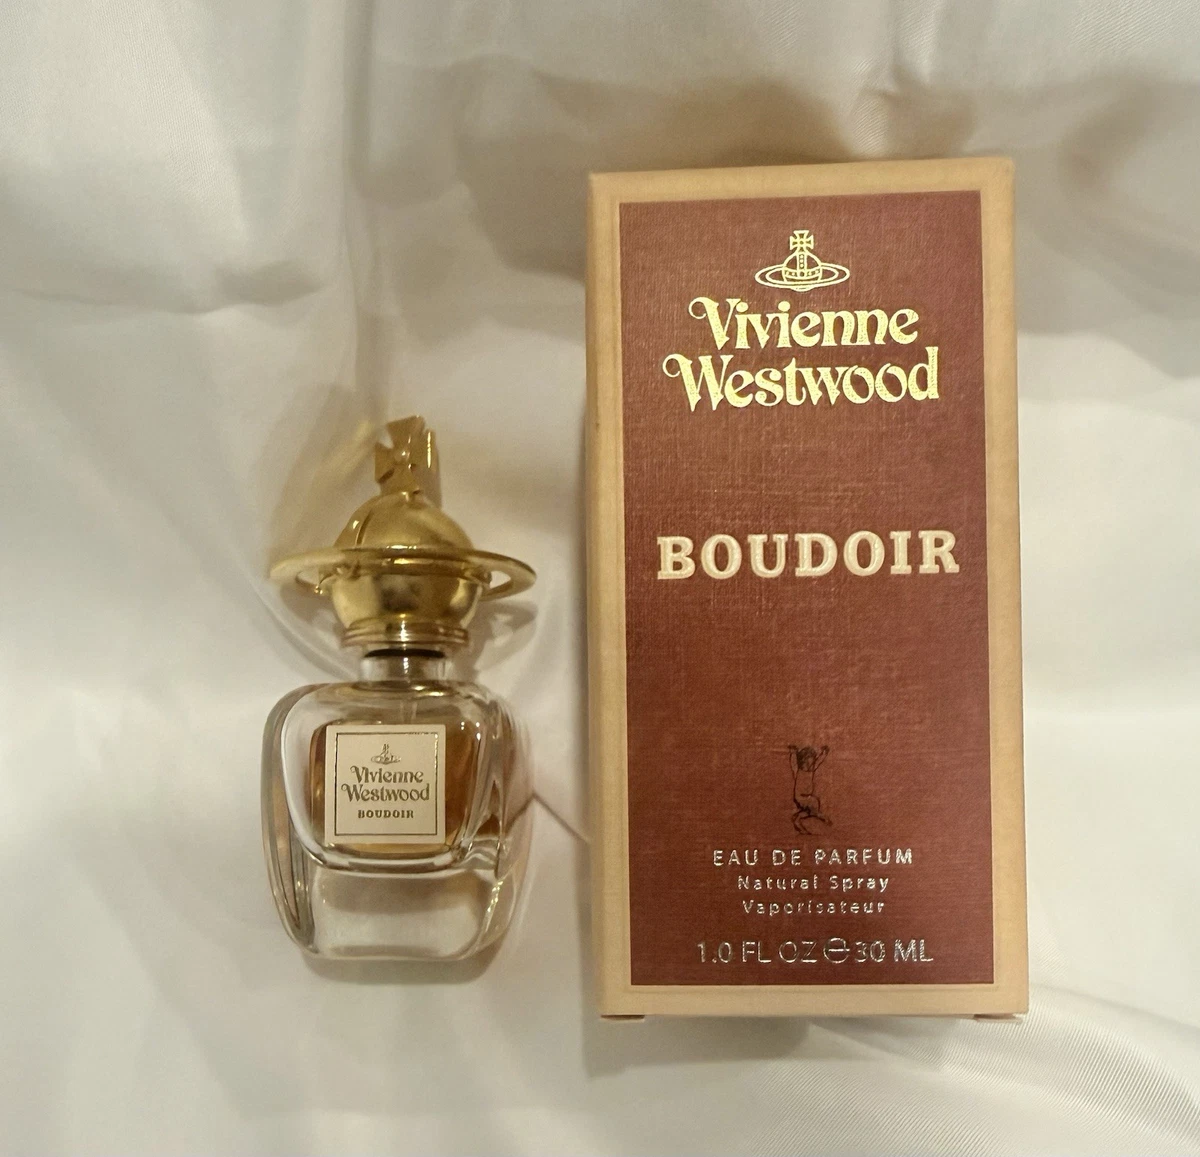 Vivienne
Westwood
BOUDOIR
EAU DE PARFUM
Natural Spray
Vaporisateur
1.0 FL OZ ℮ 30 ML
Vivienne
Westwood
BOUDOIR